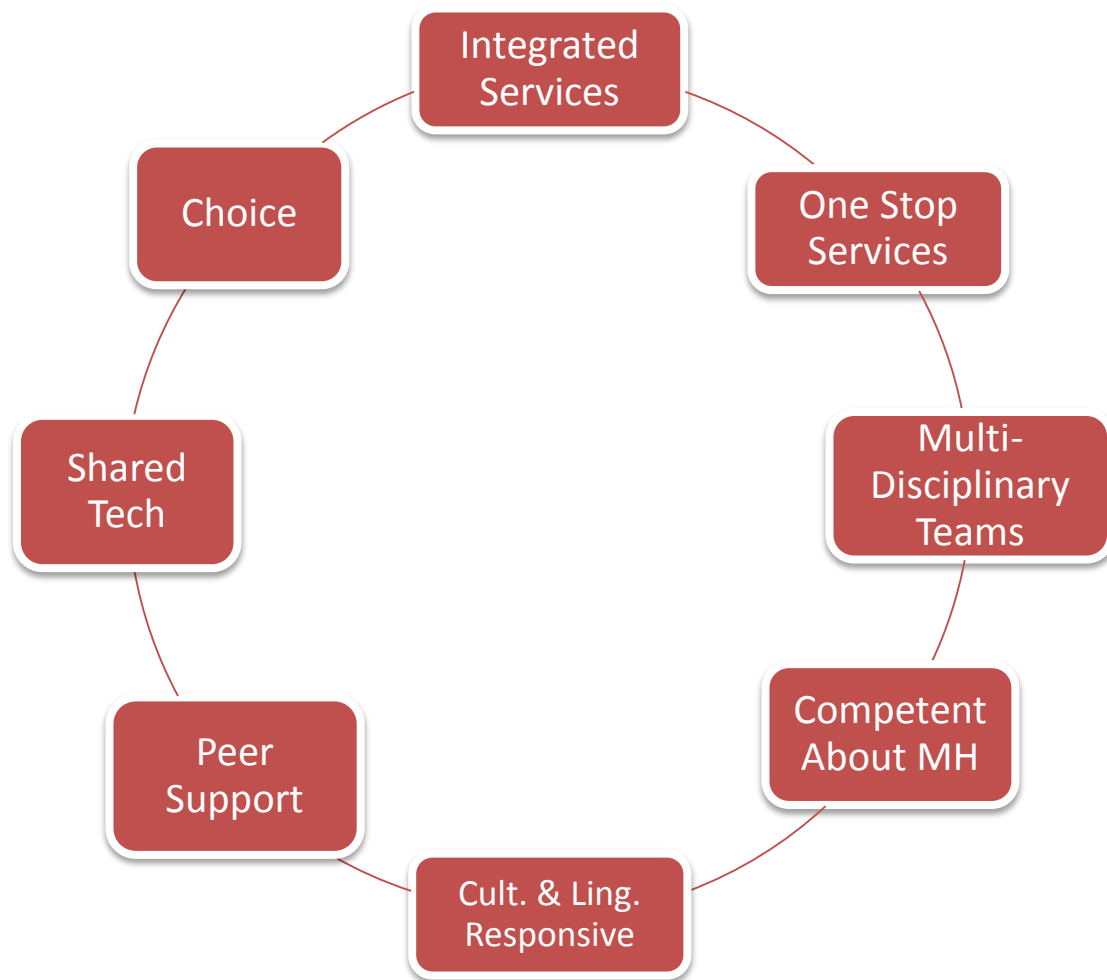 Integrated
Services
One Stop
Services
Multi-
Disciplinary
Teams
Competent
About MH
Cult. & Ling.
Responsive
Peer
Support
Shared
Tech
Choice